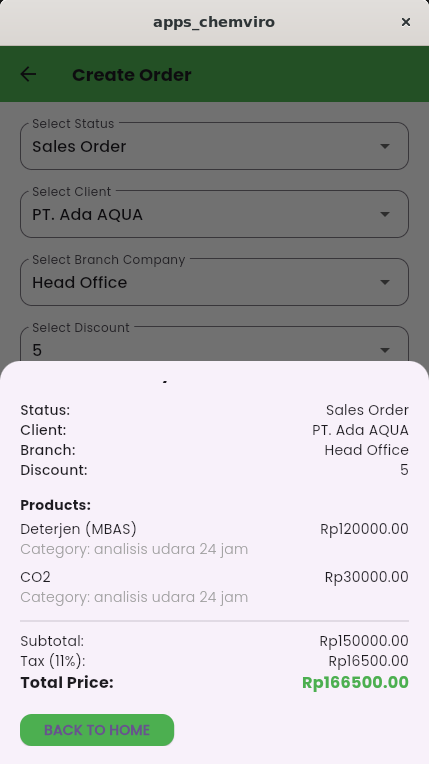 apps_chemviro
Create Order
Select Status
Sales Order
Select Client
PT. Ada AQUA
Select Branch Company
Head Office
Select Discount
5
Status: Sales Order
Client: PT. Ada AQUA
Branch: Head Office
Discount: 5
Products:
Deterjen (MBAS) Rp120000.00
Category: analisis udara 24 jam
CO2 Rp30000.00
Category: analisis udara 24 jam
Subtotal: Rp150000.00
Tax (11%): Rp16500.00
Total Price: Rp166500.00
BACK TO HOME